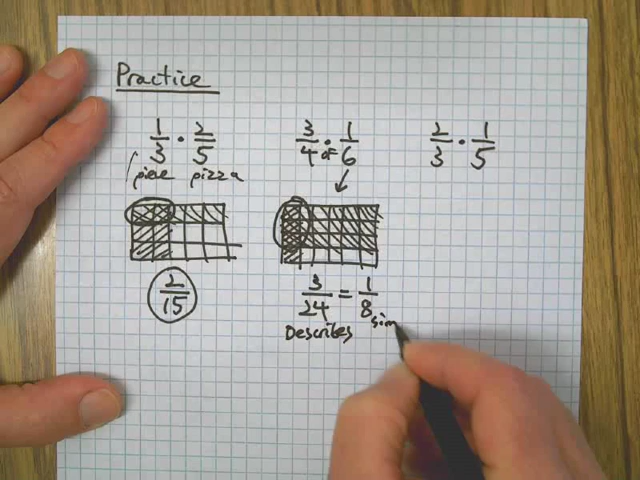 Practice
1/3 · 2/5
piece pizza
2/15
3/4 · 1/6
of
3/24 = 1/8
Describes sim
2/3 · 1/5